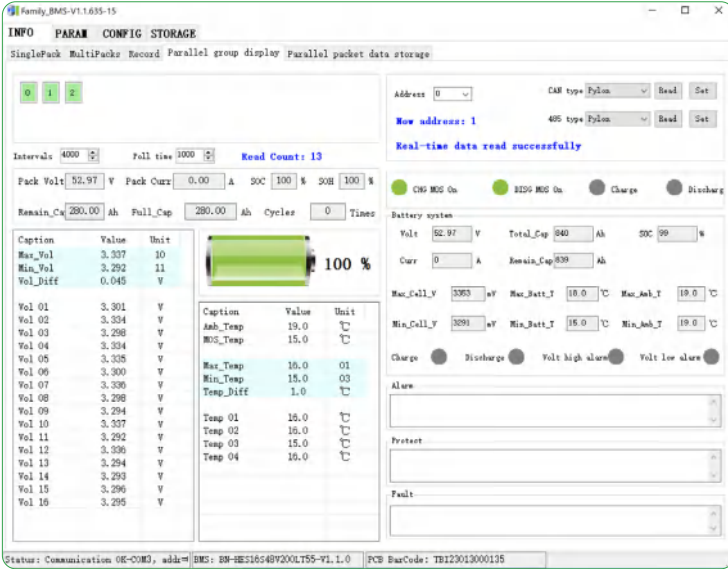 Family_BMS-V1.1.635-15
INFO PARAM CONFIG STORAGE
SinglePack MultiPacks Record Parallel group display Parallel packet data storage
0 1 2
Intervals 4000 Poll time 1000 Read Count: 13
Pack Volt 52.97 V Pack Curr 0.00 A SOC 100 % SOH 100 %
Remain_Ca 280.00 Ah Full_Cap 280.00 Ah Cycles 0 Times
Caption Value Unit
Max_Vol 3.337 10
Min_Vol 3.292 11
Vol_Diff 0.045 V
Vol 01 3.301 V
Vol 02 3.334 V
Vol 03 3.298 V
Vol 04 3.334 V
Vol 05 3.335 V
Vol 06 3.300 V
Vol 07 3.336 V
Vol 08 3.298 V
Vol 09 3.294 V
Vol 10 3.337 V
Vol 11 3.292 V
Vol 12 3.336 V
Vol 13 3.294 V
Vol 14 3.293 V
Vol 15 3.296 V
Vol 16 3.295 V
100 %
Caption Value Unit
Amb_Temp 19.0 ℃
MOS_Temp 15.0 ℃
Max_Temp 16.0 01
Min_Temp 15.0 03
Temp_Diff 1.0 ℃
Temp 01 16.0 ℃
Temp 02 16.0 ℃
Temp 03 15.0 ℃
Temp 04 16.0 ℃
Address 0 CAN type Pylon Read Set
Now address: 1 485 type Pylon Read Set
Real-time data read successfully
CHG MOS On DISG MOS On Charge Discharg
Battery system
Volt 52.97 V Total_Cap 840 Ah SOC 99 %
Curr 0 A Remain_Cap 839 Ah
Max_Cell_V 3353 mV Max_Batt_T 18.0 ℃ Max_Amb_T 19.0 ℃
Min_Cell_V 3291 mV Min_Batt_T 15.0 ℃ Min_Amb_T 19.0 ℃
Charge Discharge Volt high alarm Volt low alarm
Alarm
Protect
Fault
Status: Communication OK-COM3, addr= BMS: BN-HES16S48V200LT55-V1.1.0 PCB BarCode: TBI23013000135